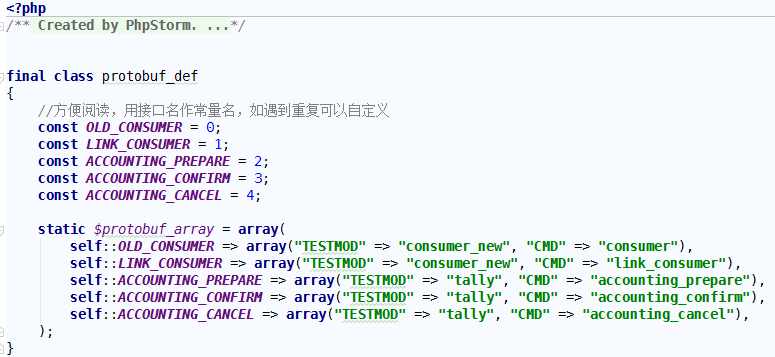 <?php
/** Created by PhpStorm. ...*/
final class protobuf_def
{
//方便阅读，用接口名作常量名，如遇到重复可以自定义
const OLD_CONSUMER = 0;
const LINK_CONSUMER = 1;
const ACCOUNTING_PREPARE = 2;
const ACCOUNTING_CONFIRM = 3;
const ACCOUNTING_CANCEL = 4;
static $protobuf_array = array(
self::OLD_CONSUMER => array("TESTMOD" => "consumer_new", "CMD" => "consumer"),
self::LINK_CONSUMER => array("TESTMOD" => "consumer_new", "CMD" => "link_consumer"),
self::ACCOUNTING_PREPARE => array("TESTMOD" => "tally", "CMD" => "accounting_prepare"),
self::ACCOUNTING_CONFIRM => array("TESTMOD" => "tally", "CMD" => "accounting_confirm"),
self::ACCOUNTING_CANCEL => array("TESTMOD" => "tally", "CMD" => "accounting_cancel"),
);
}